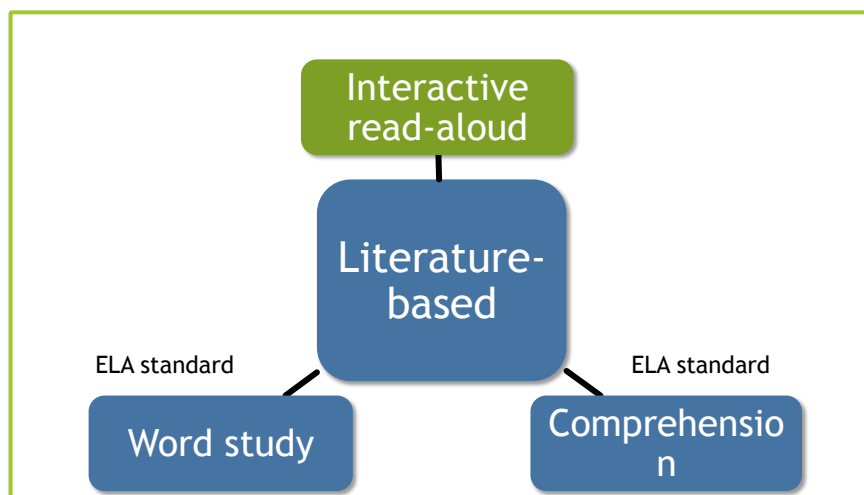 Interactive
read-aloud
Literature-
based
ELA standard
ELA standard
Word study
Comprehensio
n